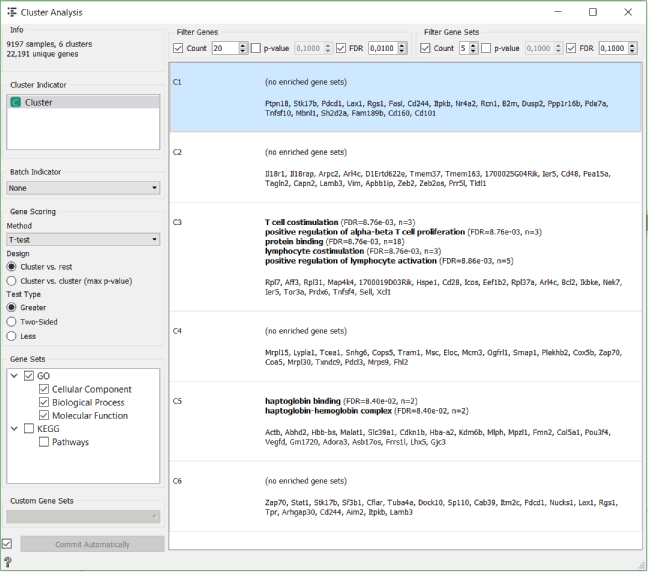 Cluster Analysis
Info
9197 samples, 6 clusters
22,191 unique genes
Cluster Indicator
C Cluster
Batch Indicator
None
Gene Scoring
Method
T-test
Design
Cluster vs. rest
Cluster vs. cluster (max p-value)
Test Type
Greater
Two-Sided
Less
Gene Sets
GO
Cellular Component
Biological Process
Molecular Function
KEGG
Pathways
Custom Gene Sets
Commit Automatically
?
Filter Genes
Count 20 p-value 0,1000 FDR 0,0100
Filter Gene Sets
Count 5 p-value 0,1000 FDR 0,1000
C1 (no enriched gene sets)
Ptpn18, Stk17b, Pdcd1, Lax1, Rgs1, Fasl, Cd244, Itpkb, Nr4a2, Rcn1, B2m, Dusp2, Ppp1r16b, Pde7a,
Tnfsf10, Mbnl1, Sh2d2a, Fam189b, Cd160, Cd101
C2 (no enriched gene sets)
Il18r1, Il18rap, Arpc2, Arl4c, D1Ertd622e, Tmem37, Tmem163, 1700025G04Rik, Ier5, Cd48, Pea15a,
Tagln2, Capn2, Lamb3, Vim, Apbb1ip, Zeb2, Zeb2os, Prr5l, Tktl1
C3 T cell costimulation (FDR=8.76e-03, n=3)
positive regulation of alpha-beta T cell proliferation (FDR=8.76e-03, n=3)
protein binding (FDR=8.76e-03, n=18)
lymphocyte costimulation (FDR=8.76e-03, n=3)
positive regulation of lymphocyte activation (FDR=8.86e-03, n=5)
Rpl7, Aff3, Rpl31, Map4k4, 1700019D03Rik, Hspe1, Cd28, Icos, Eef1b2, Rpl37a, Arl4c, Bcl2, Ikbke, Nek7,
Ier5, Tor3a, Prdx6, Tnfsf4, Sell, Xcl1
C4 (no enriched gene sets)
Mrpl15, Lypla1, Tcea1, Snhg6, Cops5, Tram1, Msc, Eloc, Mcm3, Ogfrl1, Smap1, Plekhb2, Cox5b, Zap70,
Coa5, Mrpl30, Txndc9, Pdcl3, Mrps9, Fhl2
C5 haptoglobin binding (FDR=8.40e-02, n=2)
haptoglobin-hemoglobin complex (FDR=8.40e-02, n=2)
Actb, Abhd2, Hbb-bs, Malat1, Slc39a1, Cdkn1b, Hba-a2, Kdm6b, Mlph, Mpzl1, Fmn2, Col5a1, Pou3f4,
Vegfd, Gm1720, Adora3, Asb17os, Frrs1l, Lhx5, Gjc3
C6 (no enriched gene sets)
Zap70, Stat1, Stk17b, Sf3b1, Cflar, Tuba4a, Dock10, Sp110, Cab39, Itm2c, Pdcd1, Nucks1, Lax1, Rgs1,
Tpr, Arhgap30, Cd244, Aim2, Itpkb, Lamb3